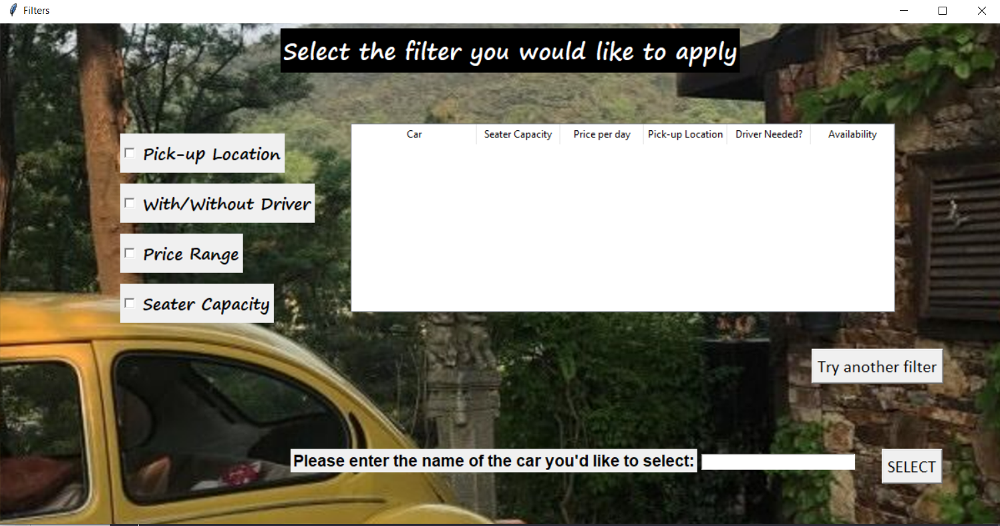 Filters
Select the filter you would like to apply
Car Seater Capacity Price per day Pick-up Location Driver Needed? Availability
Pick-up Location
With/Without Driver
Price Range
Seater Capacity
Try another filter
Please enter the name of the car you'd like to select:
SELECT